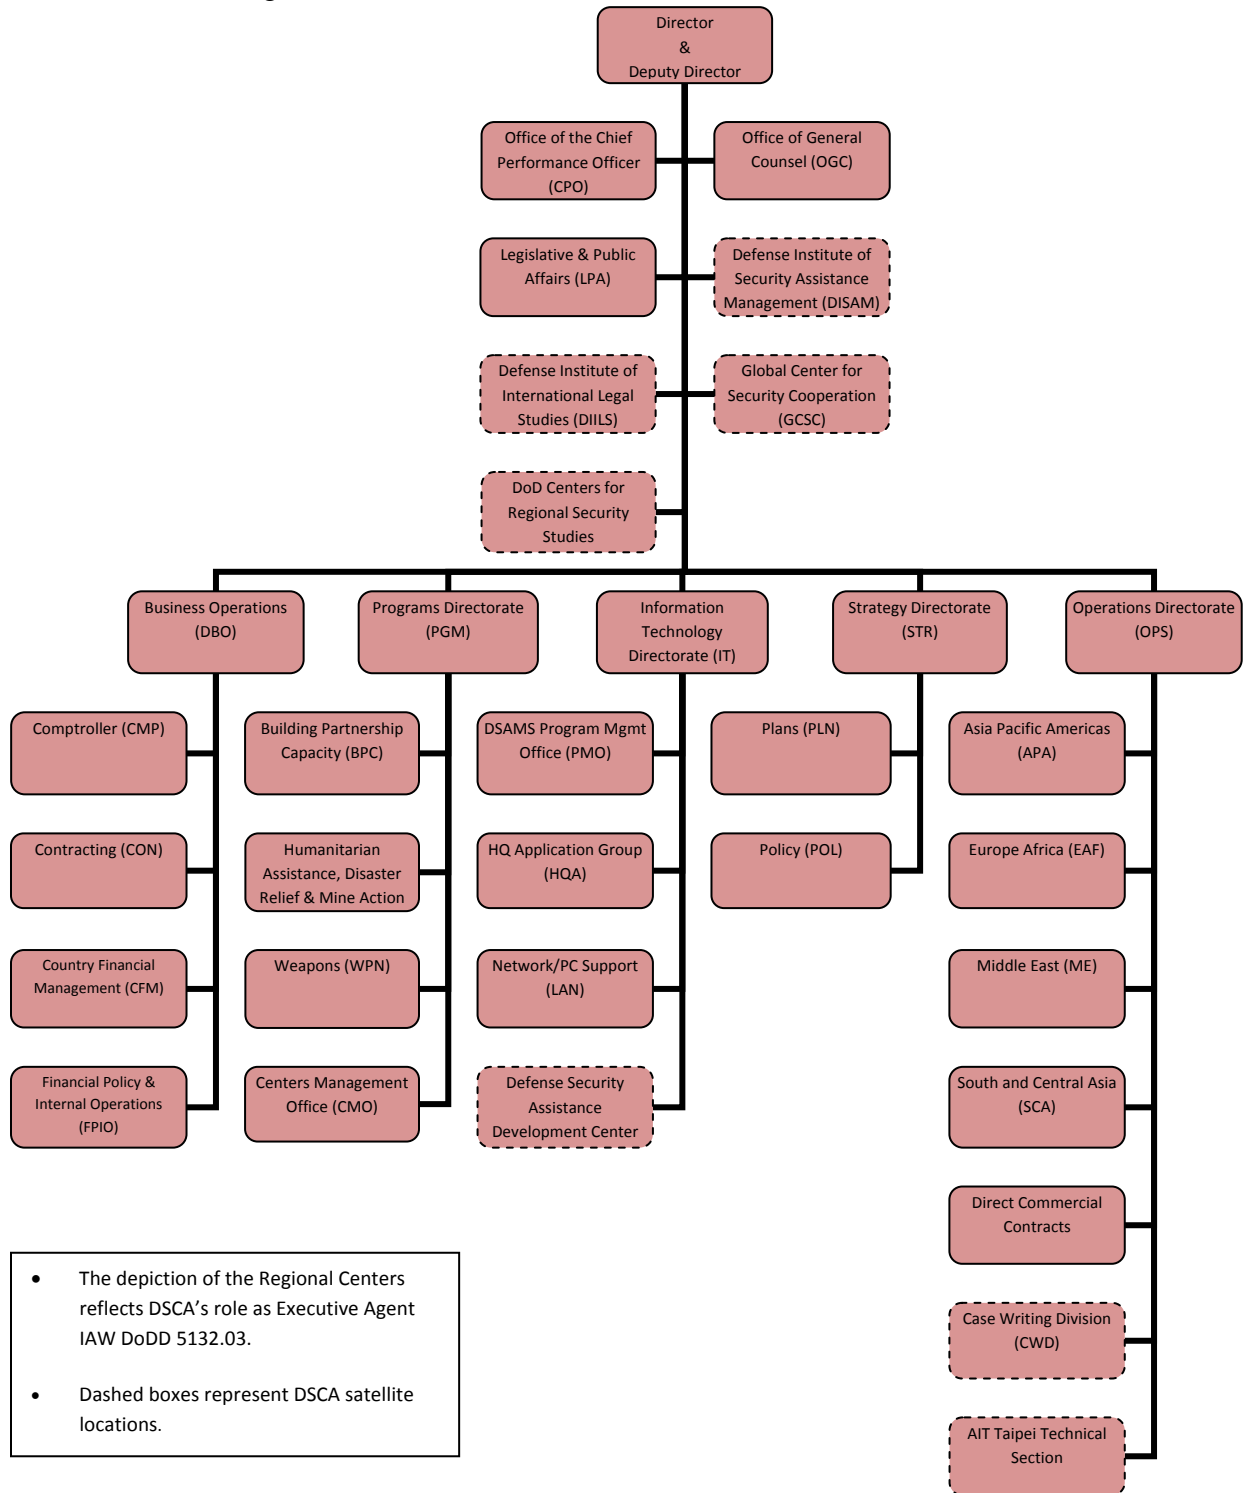 Director
&
Deputy Director
Office of the Chief
Performance Officer
(CPO)
Office of General
Counsel (OGC)
Legislative & Public
Affairs (LPA)
Defense Institute of
Security Assistance
Management (DISAM)
Defense Institute of
International Legal
Studies (DIILS)
Global Center for
Security Cooperation
(GCSC)
DoD Centers for
Regional Security
Studies
Business Operations
(DBO)
Programs Directorate
(PGM)
Information
Technology
Directorate (IT)
Strategy Directorate
(STR)
Operations Directorate
(OPS)
Comptroller (CMP)
Building Partnership
Capacity (BPC)
DSAMS Program Mgmt
Office (PMO)
Plans (PLN)
Asia Pacific Americas
(APA)
Contracting (CON)
Humanitarian
Assistance, Disaster
Relief & Mine Action
HQ Application Group
(HQA)
Policy (POL)
Europe Africa (EAF)
Country Financial
Management (CFM)
Weapons (WPN)
Network/PC Support
(LAN)
Middle East (ME)
Financial Policy &
Internal Operations
(FPIO)
Centers Management
Office (CMO)
Defense Security
Assistance
Development Center
South and Central Asia
(SCA)
Direct Commercial
Contracts
Case Writing Division
(CWD)
AIT Taipei Technical
Section
• The depiction of the Regional Centers
reflects DSCA’s role as Executive Agent
IAW DoDD 5132.03.
• Dashed boxes represent DSCA satellite
locations.